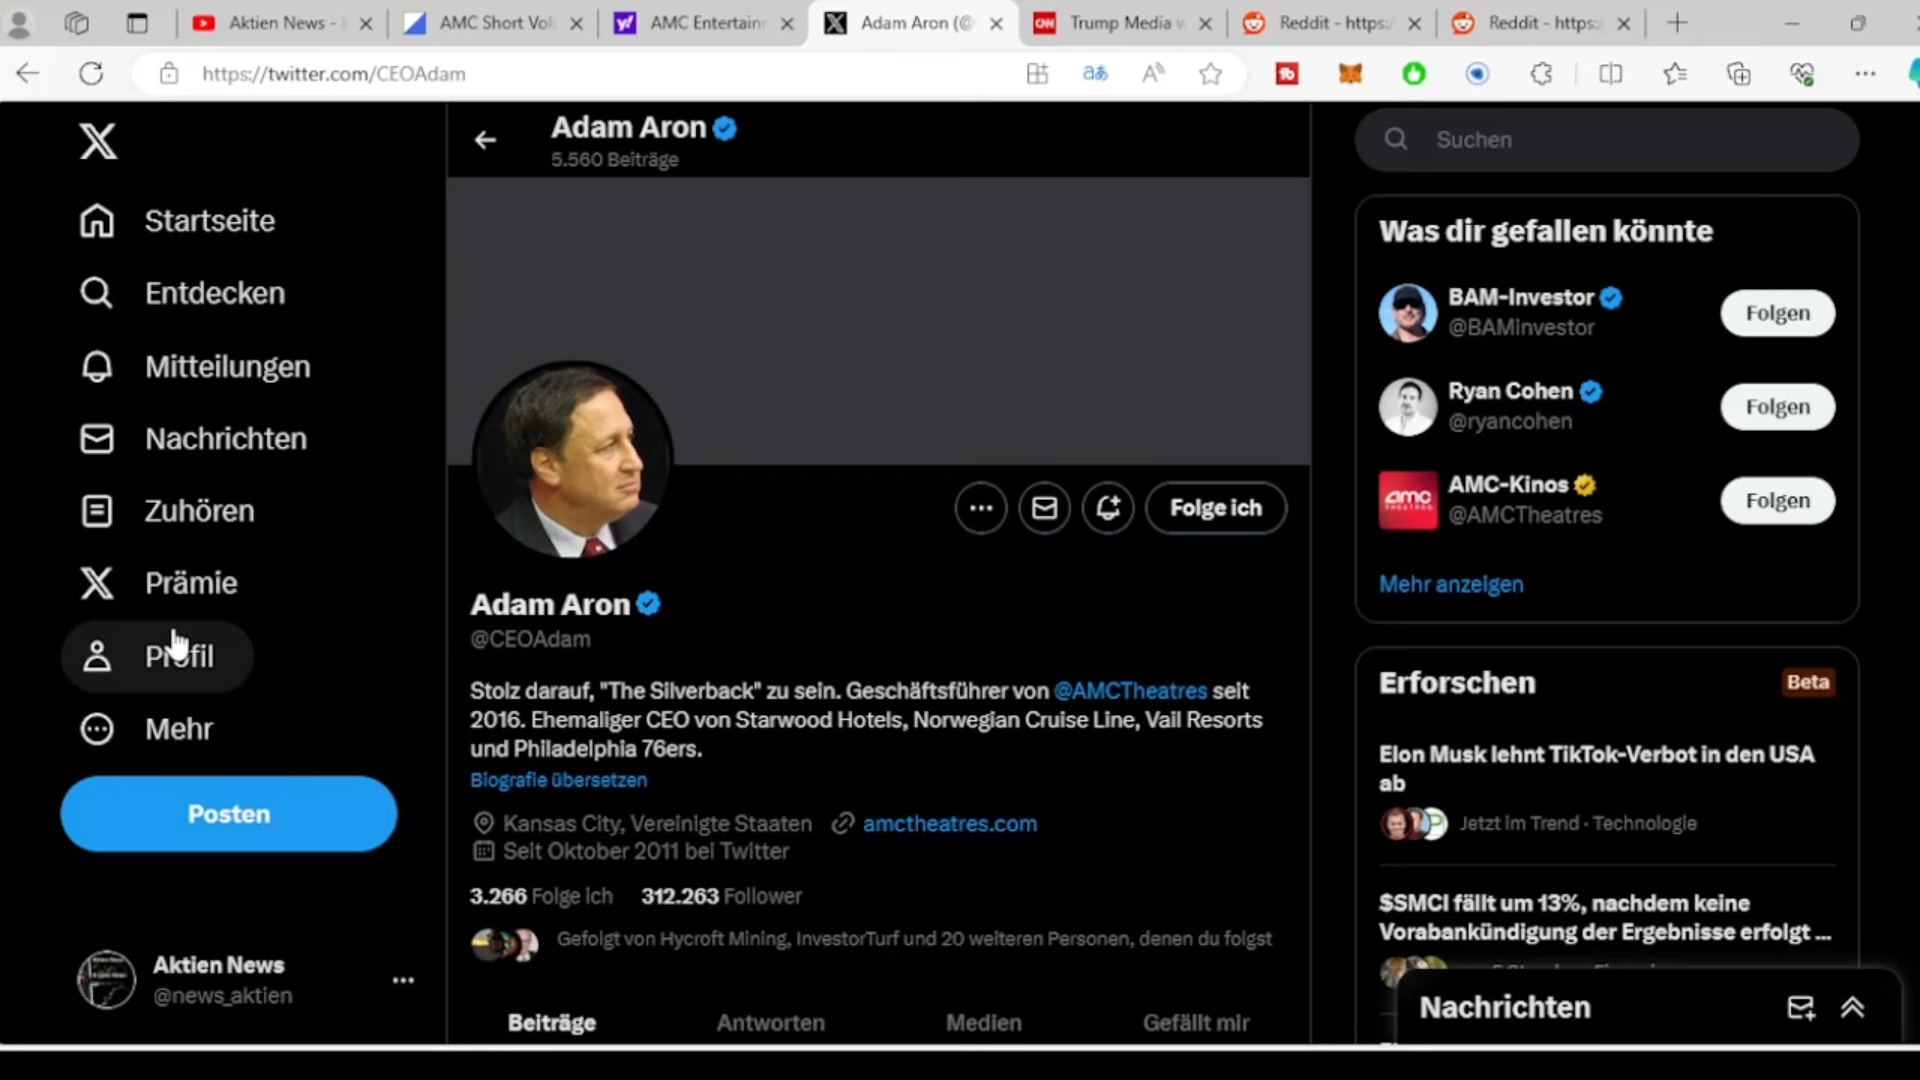 Aktien News -
AMC Short Vol
AMC Entertain
Adam Aron (@
Trump Media
Reddit - https:
Reddit - https:
https://twitter.com/CEOAdam
Startseite
Entdecken
Mitteilungen
Nachrichten
Zuhören
Prämie
Profil
Mehr
Posten
Aktien News
@news_aktien
Adam Aron
5.560 Beiträge
Folge ich
Adam Aron
@CEOAdam
Stolz darauf, "The Silverback" zu sein. Geschäftsführer von @AMCTheatres seit
2016. Ehemaliger CEO von Starwood Hotels, Norwegian Cruise Line, Vail Resorts
und Philadelphia 76ers.
Biografie übersetzen
Kansas City, Vereinigte Staaten amctheatres.com
Seit Oktober 2011 bei Twitter
3.266 Folge ich 312.263 Follower
Gefolgt von Hycroft Mining, InvestorTurf und 20 weiteren Personen, denen du folgst
Beiträge Antworten Medien Gefällt mir
Suchen
Was dir gefallen könnte
BAM-Investor
@BAMinvestor
Folgen
Ryan Cohen
@ryancohen
Folgen
amc
THEATRES
AMC-Kinos
@AMCTheatres
Folgen
Mehr anzeigen
Erforschen Beta
Elon Musk lehnt TikTok-Verbot in den USA
ab
Jetzt im Trend · Technologie
$SMCI fällt um 13%, nachdem keine
Vorabankündigung der Ergebnisse erfolgt ...
Nachrichten